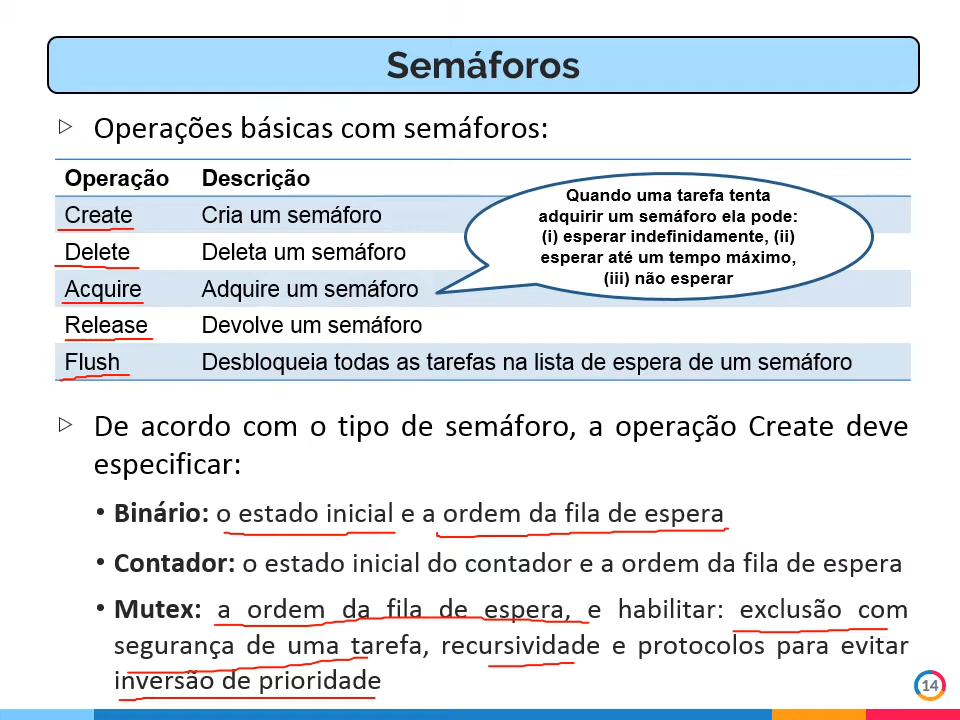 Semáforos
Operações básicas com semáforos:
Operação Descrição
Create Cria um semáforo
Delete Deleta um semáforo
Acquire Adquire um semáforo
Release Devolve um semáforo
Flush Desbloqueia todas as tarefas na lista de espera de um semáforo
Quando uma tarefa tenta
adquirir um semáforo ela pode:
(i) esperar indefinidamente, (ii)
esperar até um tempo máximo,
(iii) não esperar
De acordo com o tipo de semáforo, a operação Create deve
especificar:
• Binário: o estado inicial e a ordem da fila de espera
• Contador: o estado inicial do contador e a ordem da fila de espera
• Mutex: a ordem da fila de espera, e habilitar: exclusão com
segurança de uma tarefa, recursividade e protocolos para evitar
inversão de prioridade
14